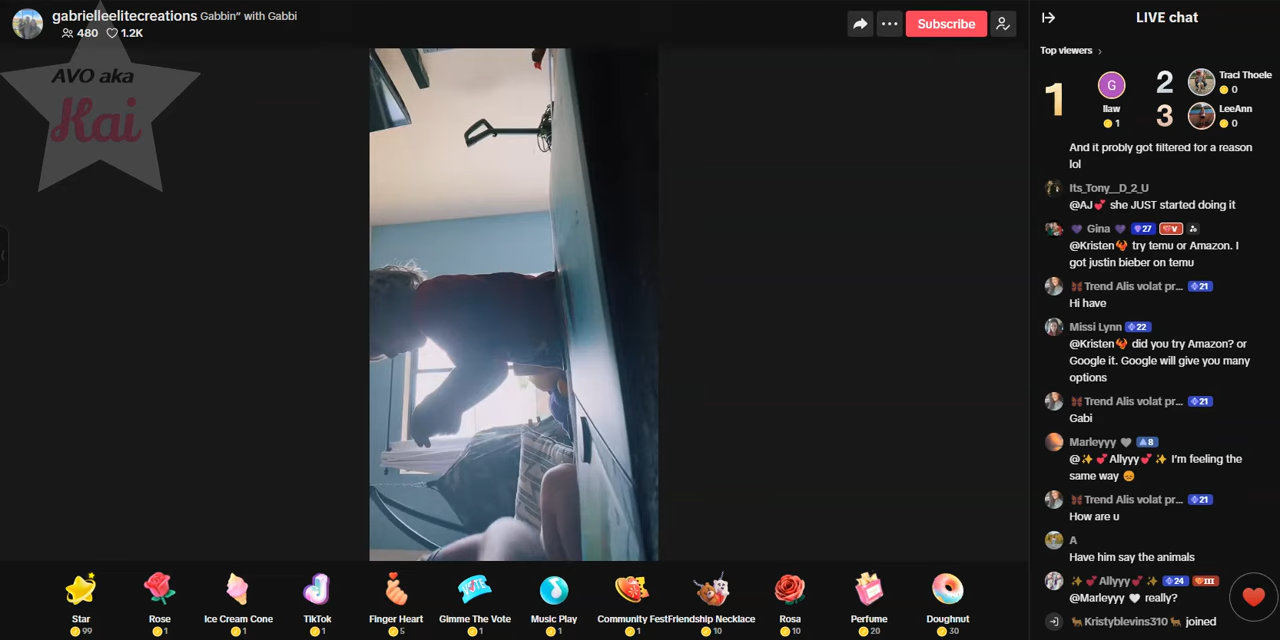 gabrielleelitecreations Gabbin" with Gabbi
480 1.2K
Subscribe
AVO aka
Kai
LIVE chat
Top viewers
1
G
llaw
1
2
Traci Thoele
0
3
LeeAnn
0
And it probly got filtered for a reason
lol
Its_Tony__D_2_U
@AJ💕 she JUST started doing it
💜 Gina 💜 27 V
@Kristen🐦‍🔥 try temu or Amazon. I
got justin bieber on temu
Trend Alis volat pr... 21
Hi have
Missi Lynn 22
@Kristen🐦‍🔥 did you try Amazon? or
Google it. Google will give you many
options
Trend Alis volat pr... 21
Gabi
Marleyyy 🤍 8
@✨💕Allyyy💕✨ I'm feeling the
same way 😞
Trend Alis volat pr... 21
How are u
A
Have him say the animals
✨💕Allyyy💕✨ 24 III
@Marleyyy 🤍 really?
Kristyblevins310 joined
Star
99
Rose
1
Ice Cream Cone
1
TikTok
1
Finger Heart
5
VOTE
Gimme The Vote
1
Music Play
1
Community Fest
1
Friendship Necklace
10
Rosa
10
Perfume
20
Doughnut
30